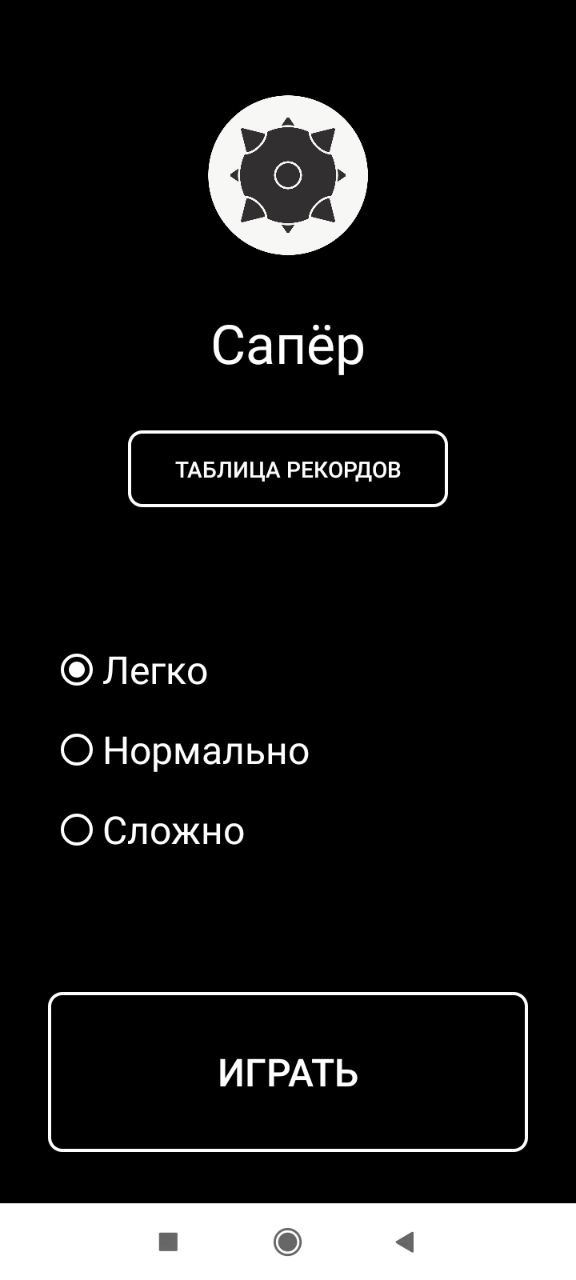 Сапёр
ТАБЛИЦА РЕКОРДОВ
Легко
Нормально
Сложно
ИГРАТЬ